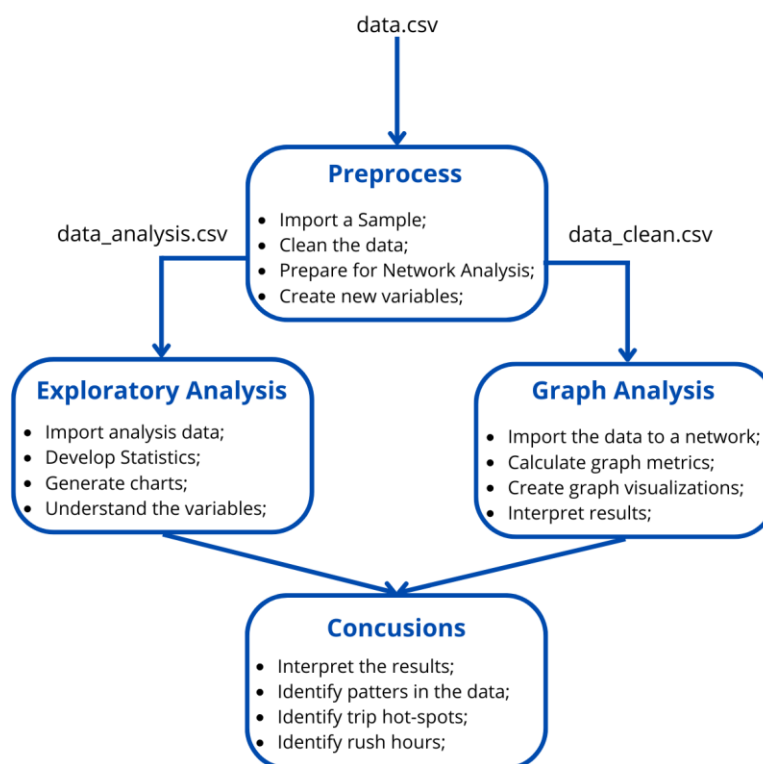 data.csv
Preprocess
• Import a Sample;
• Clean the data;
• Prepare for Network Analysis;
• Create new variables;
data_analysis.csv
data_clean.csv
Exploratory Analysis
• Import analysis data;
• Develop Statistics;
• Generate charts;
• Understand the variables;
Graph Analysis
• Import the data to a network;
• Calculate graph metrics;
• Create graph visualizations;
• Interpret results;
Concusions
• Interpret the results;
• Identify patters in the data;
• Identify trip hot-spots;
• Identify rush hours;